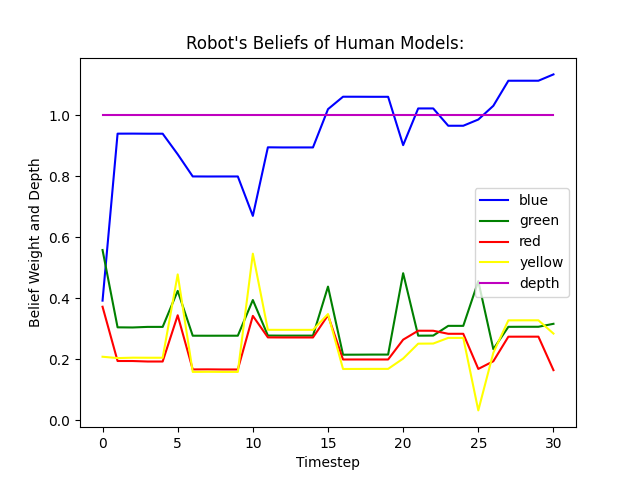 Robot's Beliefs of Human Models:
Belief Weight and Depth
1.0
0.8
0.6
0.4
0.2
0.0
blue
green
red
yellow
depth
0 5 10 15 20 25 30
Timestep